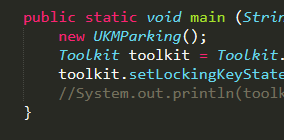 public static void main (Strin
new UKMParking();
Toolkit toolkit = Toolkit.
toolkit.setLockingKeyState
//System.out.println(toolk
}